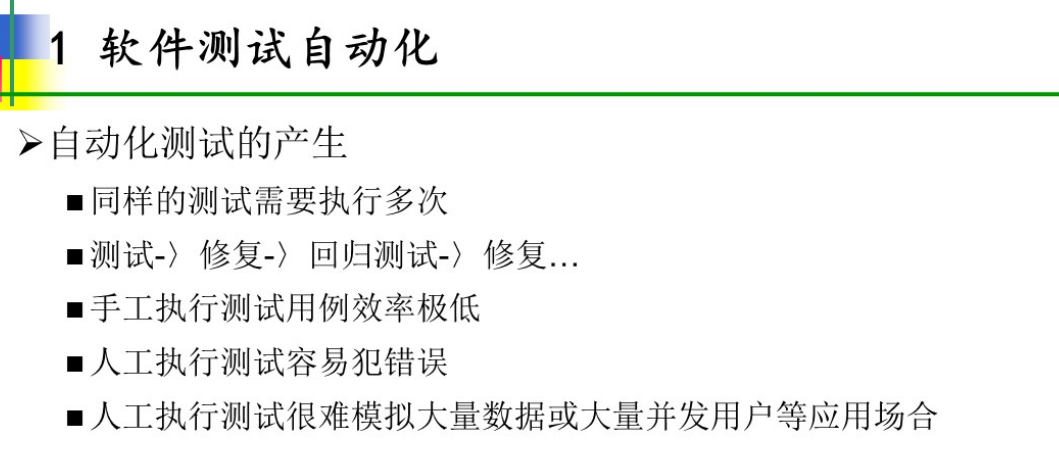 1 软件测试自动化
➢自动化测试的产生
■同样的测试需要执行多次
■测试-〉修复-〉回归测试-〉修复…
■手工执行测试用例效率极低
■人工执行测试容易犯错误
■人工执行测试很难模拟大量数据或大量并发用户等应用场合